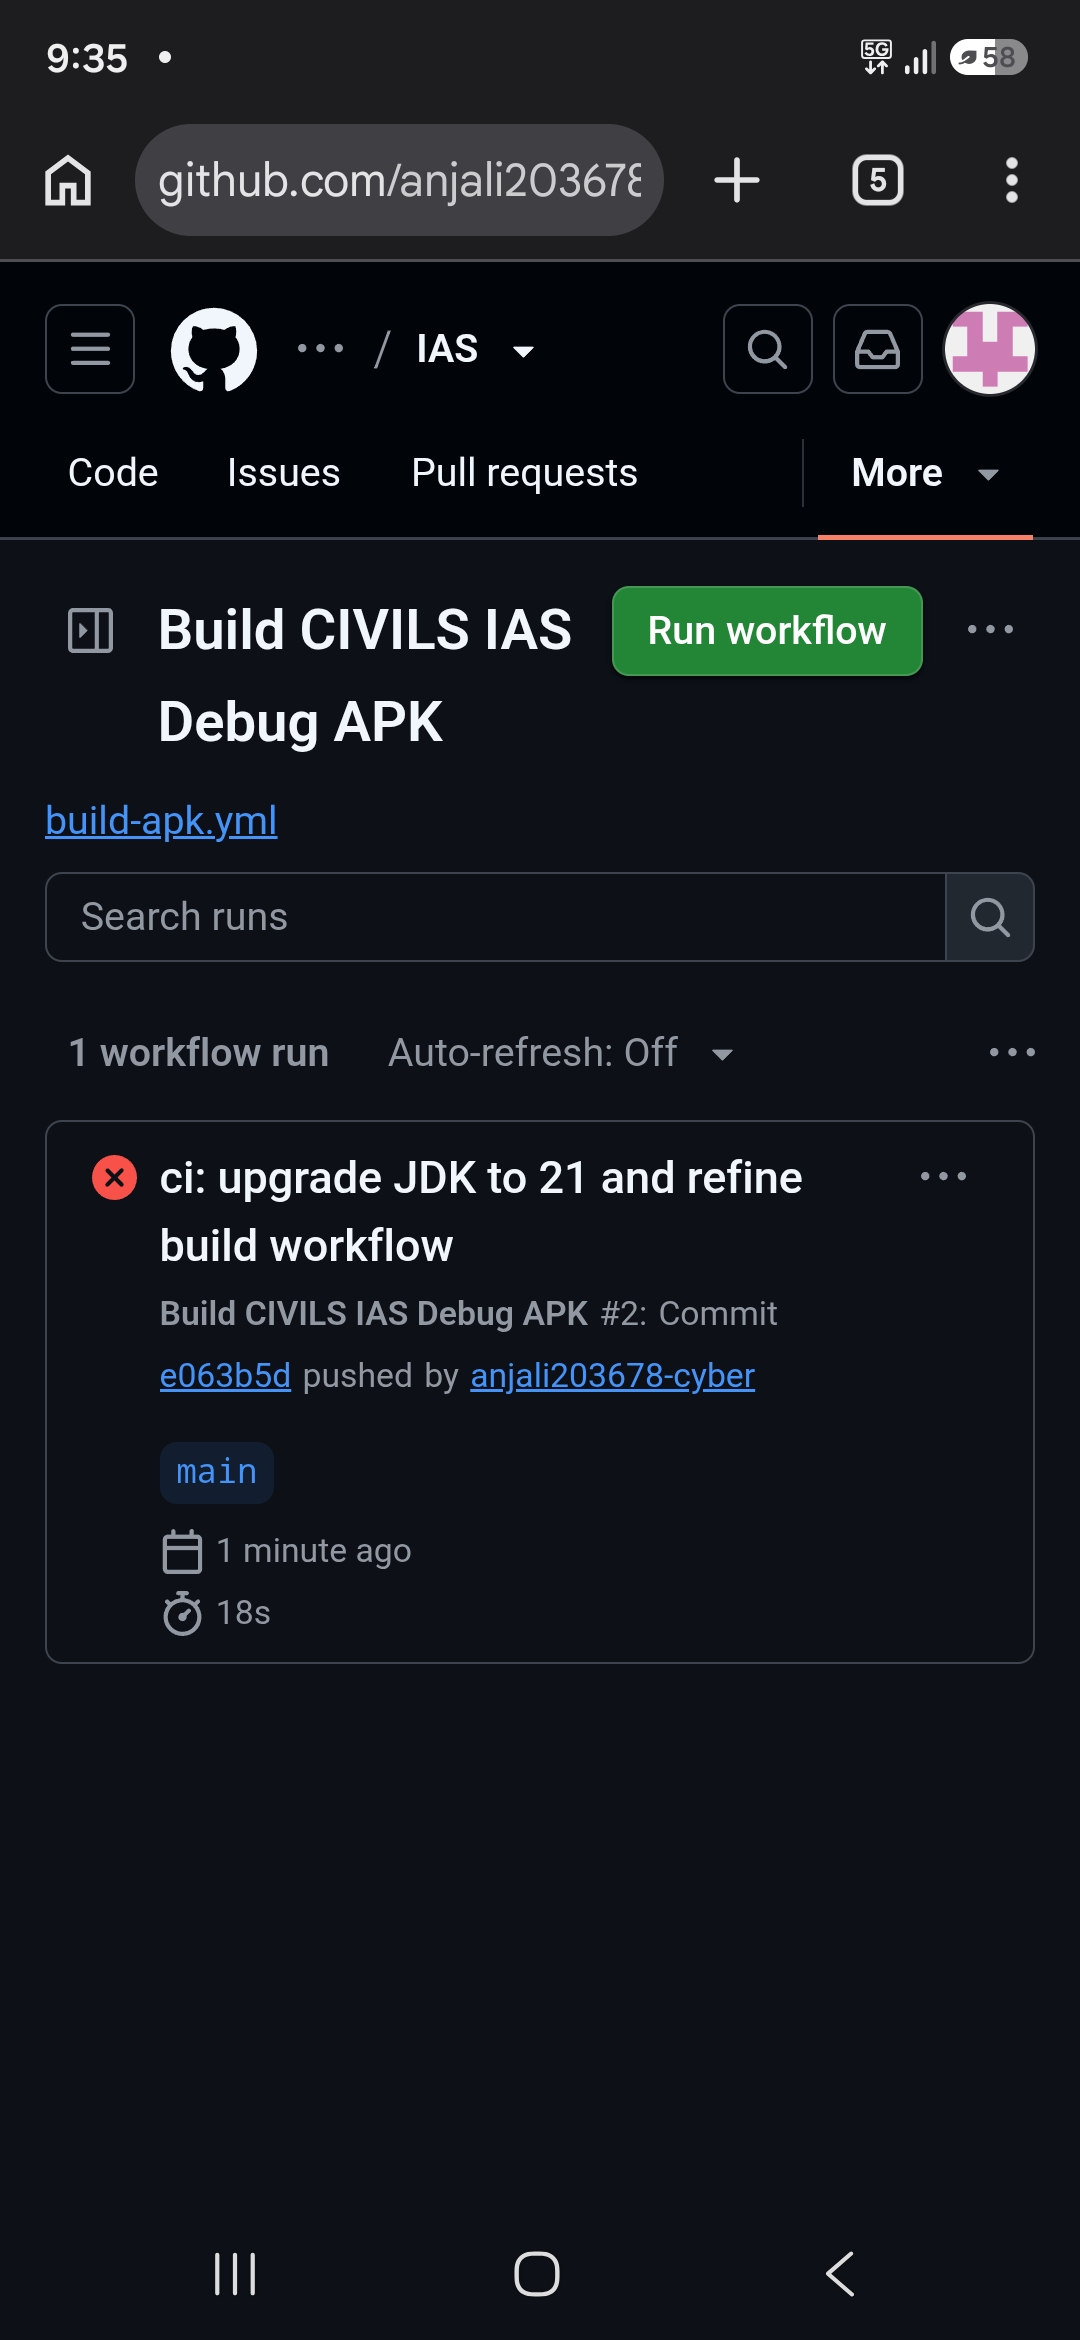 9:35
5G
58
github.com/anjali203678
5
/ IAS
Code
Issues
Pull requests
More
Build CIVILS IAS
Debug APK
Run workflow
build-apk.yml
Search runs
1 workflow run
Auto-refresh: Off
ci: upgrade JDK to 21 and refine
build workflow
Build CIVILS IAS Debug APK #2: Commit
e063b5d pushed by anjali203678-cyber
main
1 minute ago
18s